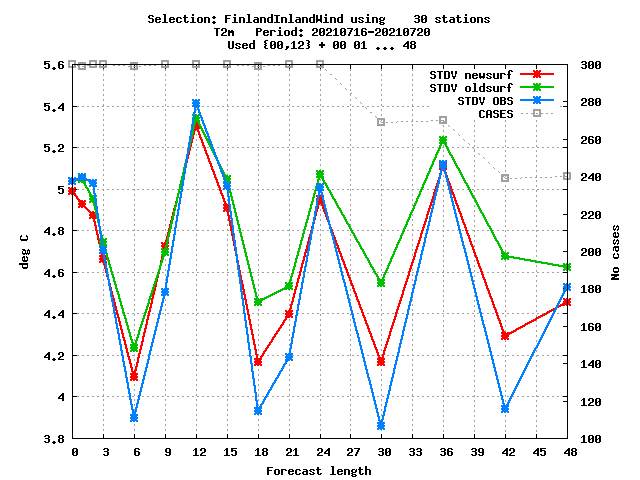 Selection: FinlandInlandWind using    30 stations
T2m   Period: 20210716-20210720
Used {00,12} + 00 01 ... 48
STDV newsurf
STDV oldsurf
STDV OBS
CASES
5.6
5.4
5.2
5
4.8
4.6
4.4
4.2
4
3.8
deg C
300
280
260
240
220
200
180
160
140
120
100
No cases
0 3 6 9 12 15 18 21 24 27 30 33 36 39 42 45 48
Forecast length